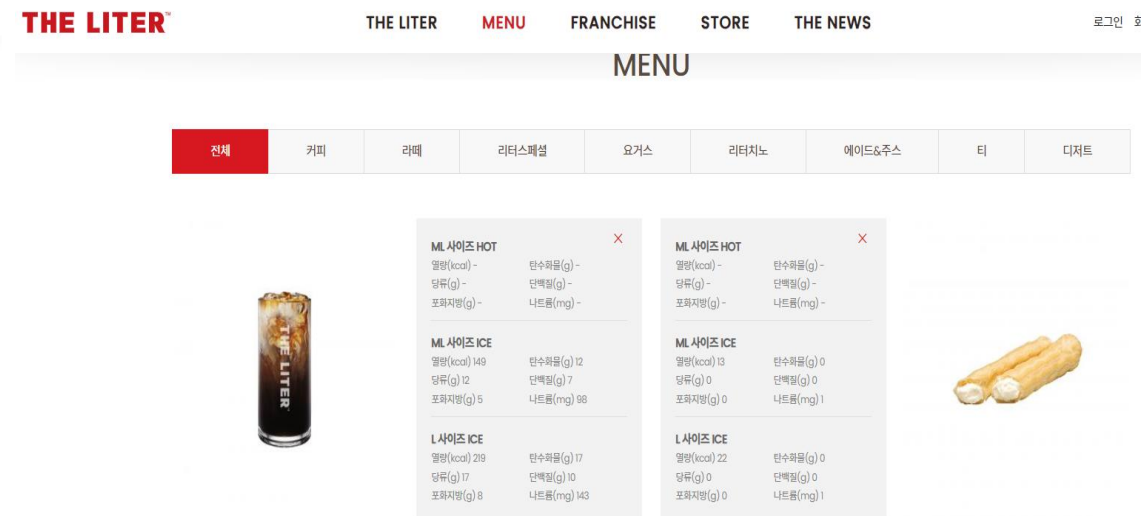 THE LITER™
THE LITER MENU FRANCHISE STORE THE NEWS 로그인
MENU
전체 커피 라떼 리터스페셜 요거스 리터치노 에이드&주스 티 디저트
THE LITER
X
ML 사이즈 HOT
열량(kcal) - 탄수화물(g) -
당류(g) - 단백질(g) -
포화지방(g) - 나트륨(mg) -
ML 사이즈 ICE
열량(kcal) 149 탄수화물(g) 12
당류(g) 12 단백질(g) 7
포화지방(g) 5 나트륨(mg) 98
L 사이즈 ICE
열량(kcal) 219 탄수화물(g) 17
당류(g) 17 단백질(g) 10
포화지방(g) 8 나트륨(mg) 143
X
ML 사이즈 HOT
열량(kcal) - 탄수화물(g) -
당류(g) - 단백질(g) -
포화지방(g) - 나트륨(mg) -
ML 사이즈 ICE
열량(kcal) 13 탄수화물(g) 0
당류(g) 0 단백질(g) 0
포화지방(g) 0 나트륨(mg) 1
L 사이즈 ICE
열량(kcal) 22 탄수화물(g) 0
당류(g) 0 단백질(g) 0
포화지방(g) 0 나트륨(mg) 1